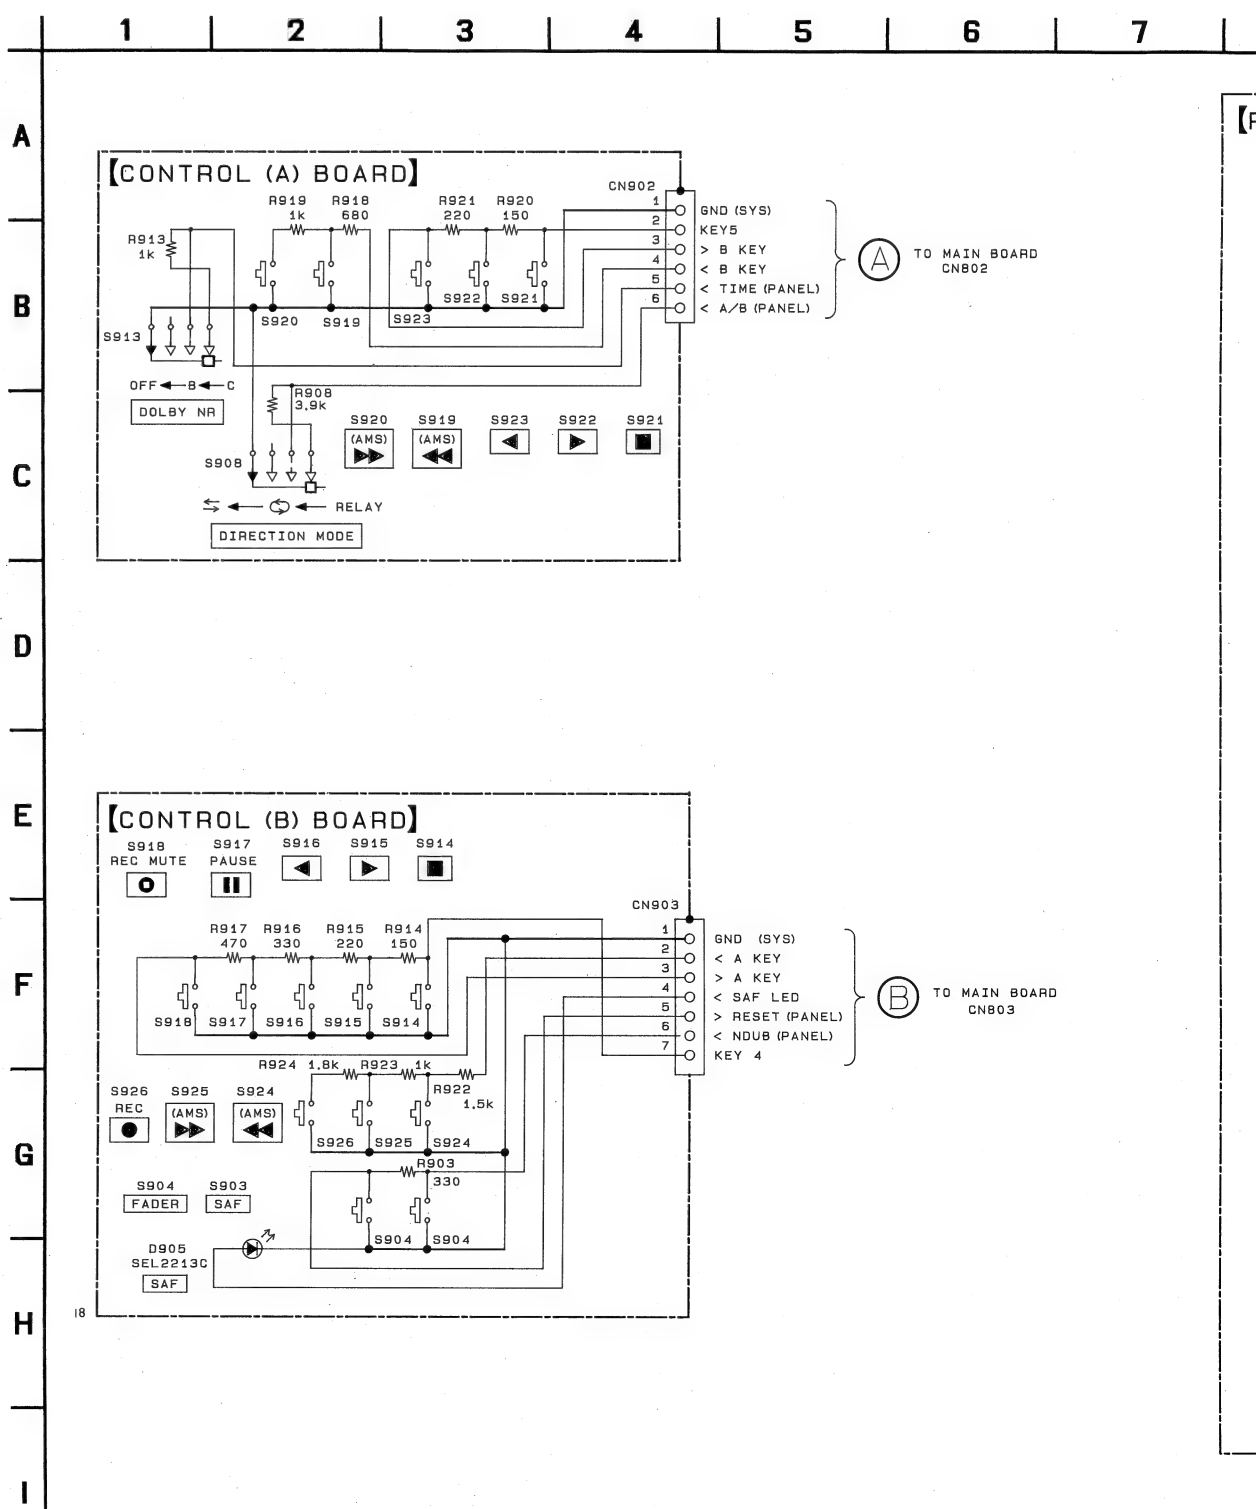 1 2 3 4 5 6 7
A
B
C
D
E
F
G
H
I
【CONTROL (A) BOARD】
CN902
R919 1k
R918 680
R921 220
R920 150
R913 1k
1 GND (SYS)
2 KEY5
3 > B KEY
4 < B KEY
5 < TIME (PANEL)
6 < A/B (PANEL)
A
TO MAIN BOARD
CN802
S920 S919 S923 S922 S921
S913
OFF B C
DOLBY NR
R908
3.9k
S920 S919 S923 S922 S921
(AMS) (AMS)
S908
RELAY
DIRECTION MODE
【CONTROL (B) BOARD】
S918 S917 S916 S915 S914
REC MUTE PAUSE
CN903
R917 R916 R915 R914
470 330 220 150
1 GND (SYS)
2 < A KEY
3 > A KEY
4 < SAF LED
5 > RESET (PANEL)
6 < NDUB (PANEL)
7 KEY 4
B
TO MAIN BOARD
CN803
S918 S917 S916 S915 S914
R924 1.8k R923 1k
R922
1.5k
S926 S925 S924
REC (AMS) (AMS)
S926 S925 S924
R903
330
S904 S903
FADER SAF
S904 S904
D905
SEL2213C
SAF
18